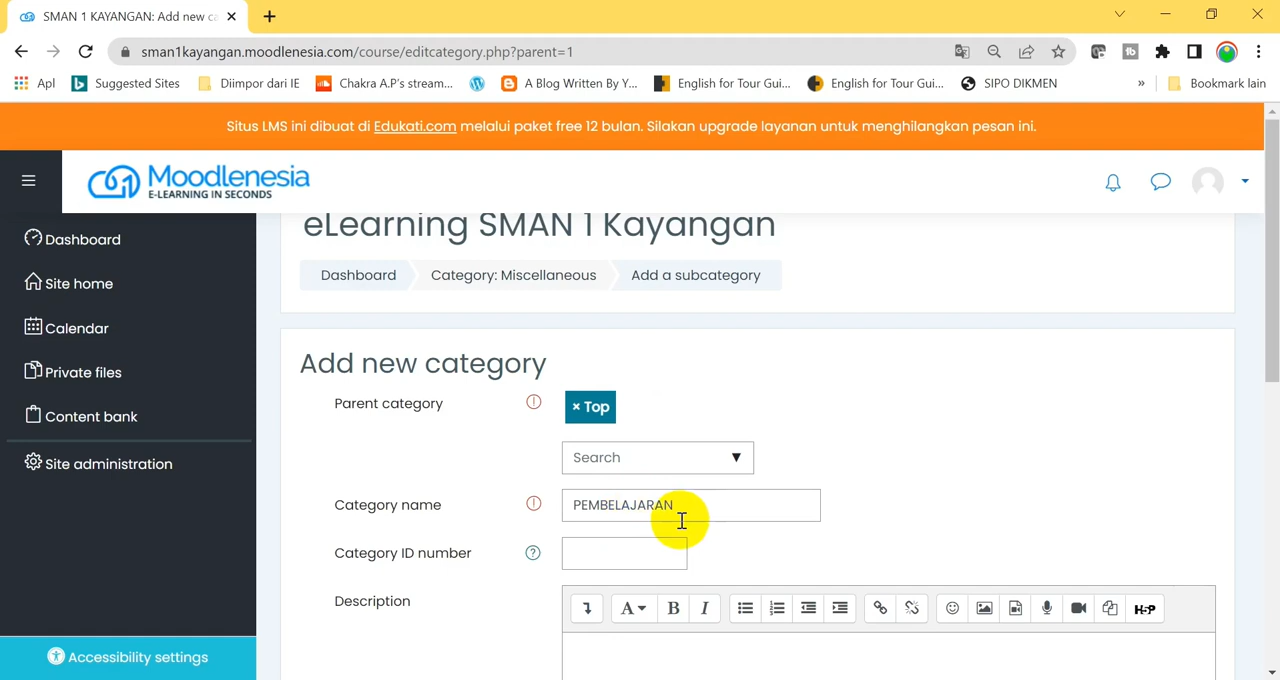 SMAN 1 KAYANGAN: Add new ca
sman1kayangan.moodlenesia.com/course/editcategory.php?parent=1
Apl
Suggested Sites
Diimpor dari IE
Chakra A.P's stream...
A Blog Written By Y...
English for Tour Gui...
English for Tour Gui...
SIPO DIKMEN
»
Bookmark lain
Situs LMS ini dibuat di Edukati.com melalui paket free 12 bulan. Silakan upgrade layanan untuk menghilangkan pesan ini.
Moodlenesia
E-LEARNING IN SECONDS
eLearning SMAN 1 Kayangan
Dashboard
Category: Miscellaneous
Add a subcategory
Dashboard
Site home
Calendar
Private files
Content bank
Site administration
Accessibility settings
Add new category
Parent category
× Top
Search
Category name
PEMBELAJARAN
Category ID number
Description
A
B
I
H5P